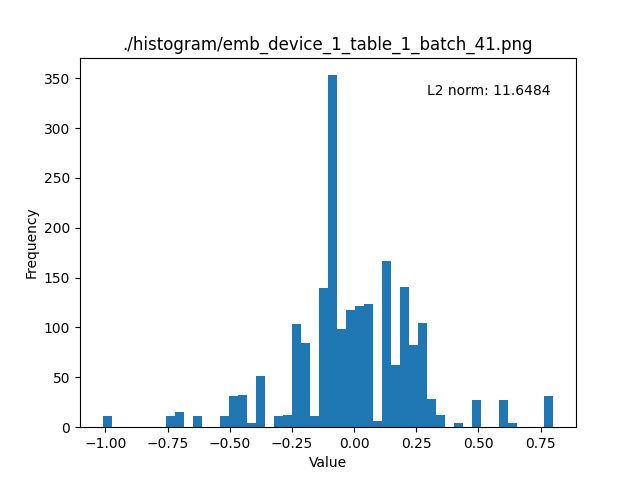 ./histogram/emb_device_1_table_1_batch_41.png
L2 norm: 11.6484
350
300
250
200
150
100
50
0
Frequency
−1.00 −0.75 −0.50 −0.25 0.00 0.25 0.50 0.75
Value